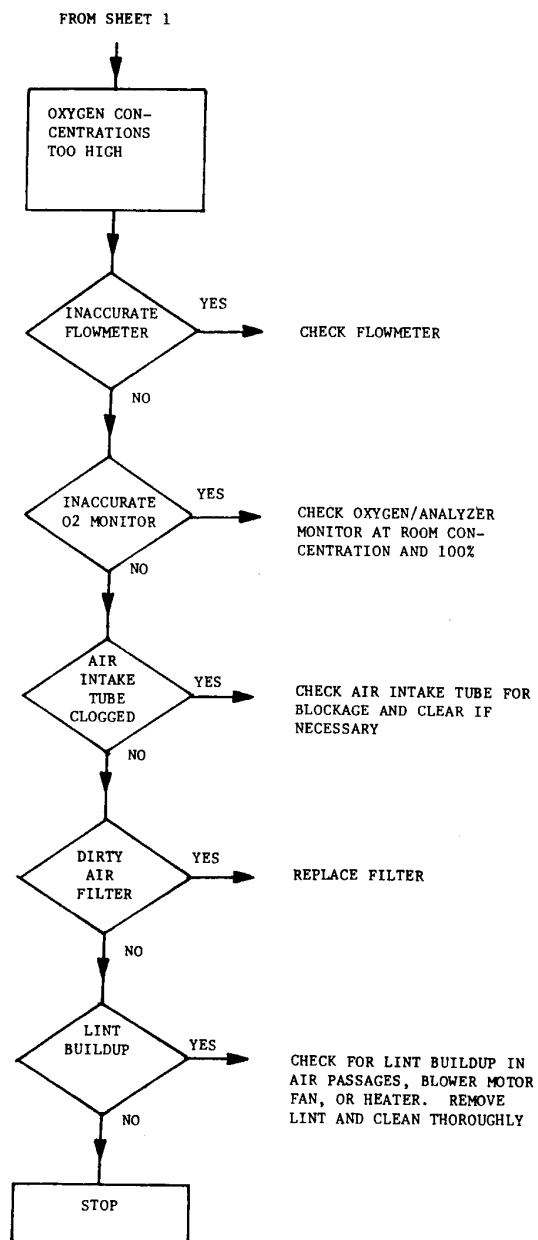 FROM SHEET 1
OXYGEN CON-
CENTRATIONS
TOO HIGH
INACCURATE
FLOWMETER
YES
CHECK FLOWMETER
NO
INACCURATE
O2 MONITOR
YES
CHECK OXYGEN/ANALYZER
MONITOR AT ROOM CON-
CENTRATION AND 100%
NO
AIR
INTAKE
TUBE
CLOGGED
YES
CHECK AIR INTAKE TUBE FOR
BLOCKAGE AND CLEAR IF
NECESSARY
NO
DIRTY
AIR
FILTER
YES
REPLACE FILTER
NO
LINT
BUILDUP
YES
CHECK FOR LINT BUILDUP IN
AIR PASSAGES, BLOWER MOTOR
FAN, OR HEATER. REMOVE
LINT AND CLEAN THOROUGHLY
NO
STOP